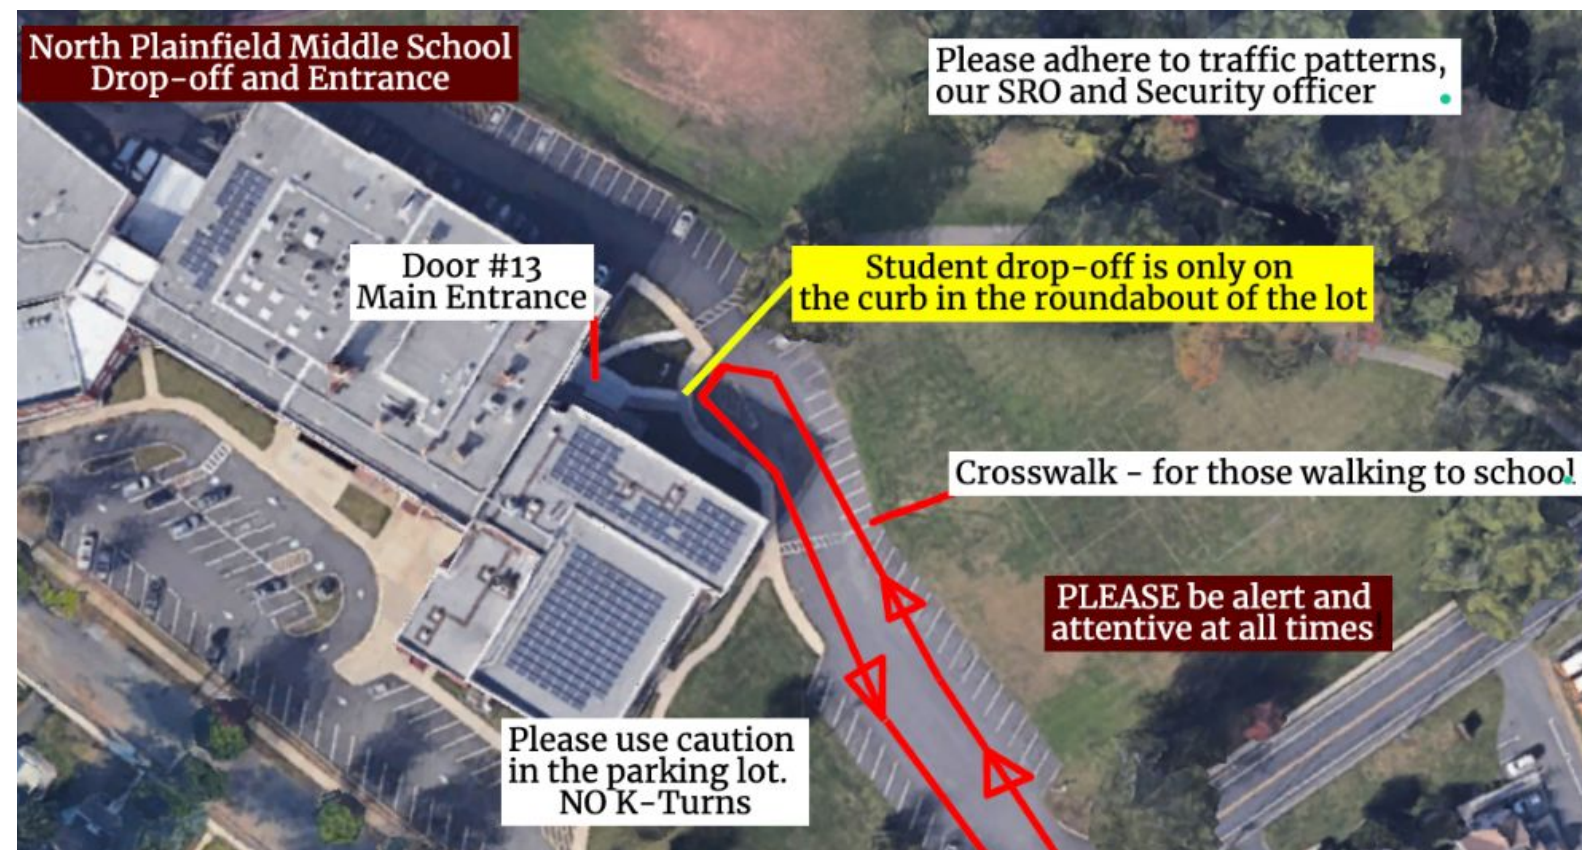 North Plainfield Middle School
Drop-off and Entrance
Please adhere to traffic patterns,
our SRO and Security officer
Door #13
Main Entrance
Student drop-off is only on
the curb in the roundabout of the lot
Crosswalk - for those walking to school.
PLEASE be alert and
attentive at all times!
Please use caution
in the parking lot.
NO K-Turns